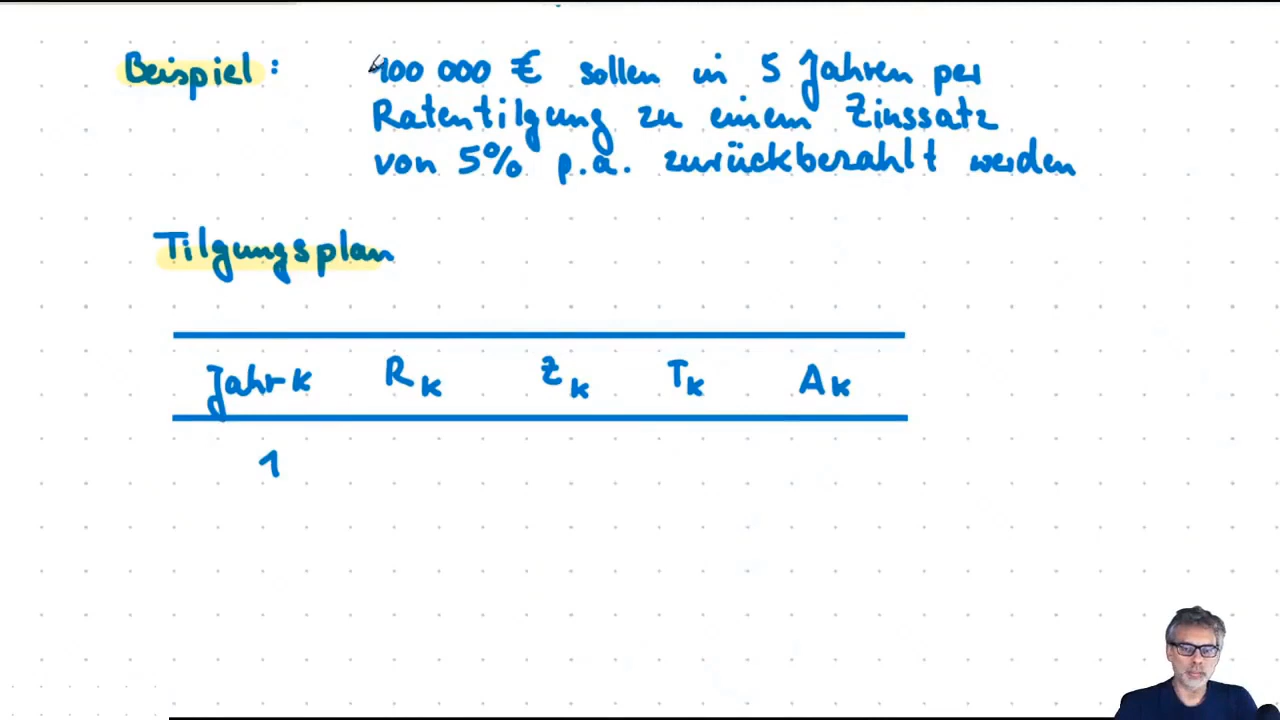 Beispiel: 100 000 € sollen in 5 Jahren per
Ratentilgung zu einem Zinssatz
von 5% p.a. zurückbezahlt werden
Tilgungsplan
Jahr k R_k Z_k T_k A_k
1